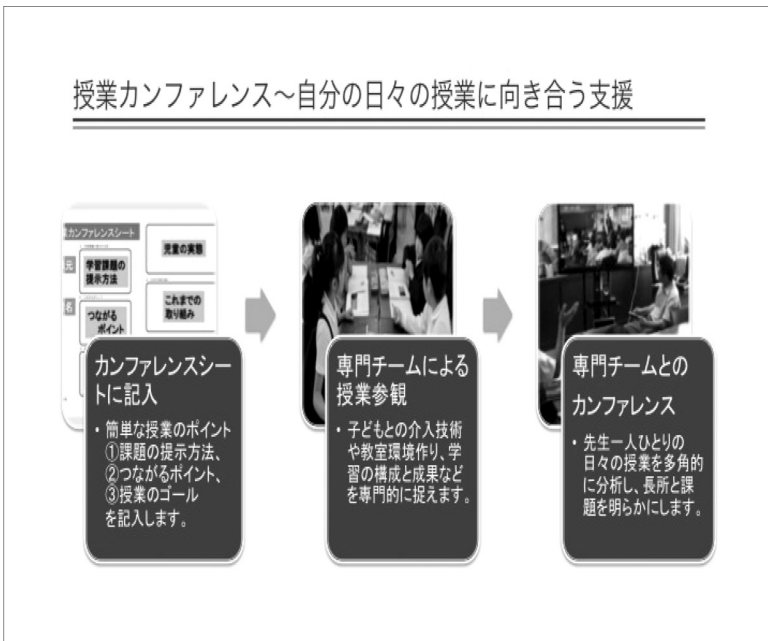 授業カンファレンス～自分の日々の授業に向き合う支援
カンファレンスシート
元
学習課題の
提示方法
児童の実態
名
つながる
ポイント
これまでの
取り組み
カンファレンスシー
トに記入
・簡単な授業のポイント
①課題の提示方法、
②つながるポイント、
③授業のゴール
を記入します。
専門チームによる
授業参観
・子どもとの介入技術
や教室環境作り、学
習の構成と成果など
を専門的に捉えます。
専門チームとの
カンファレンス
・先生一人ひとりの
日々の授業を多角的
に分析し、長所と課
題を明らかにします。